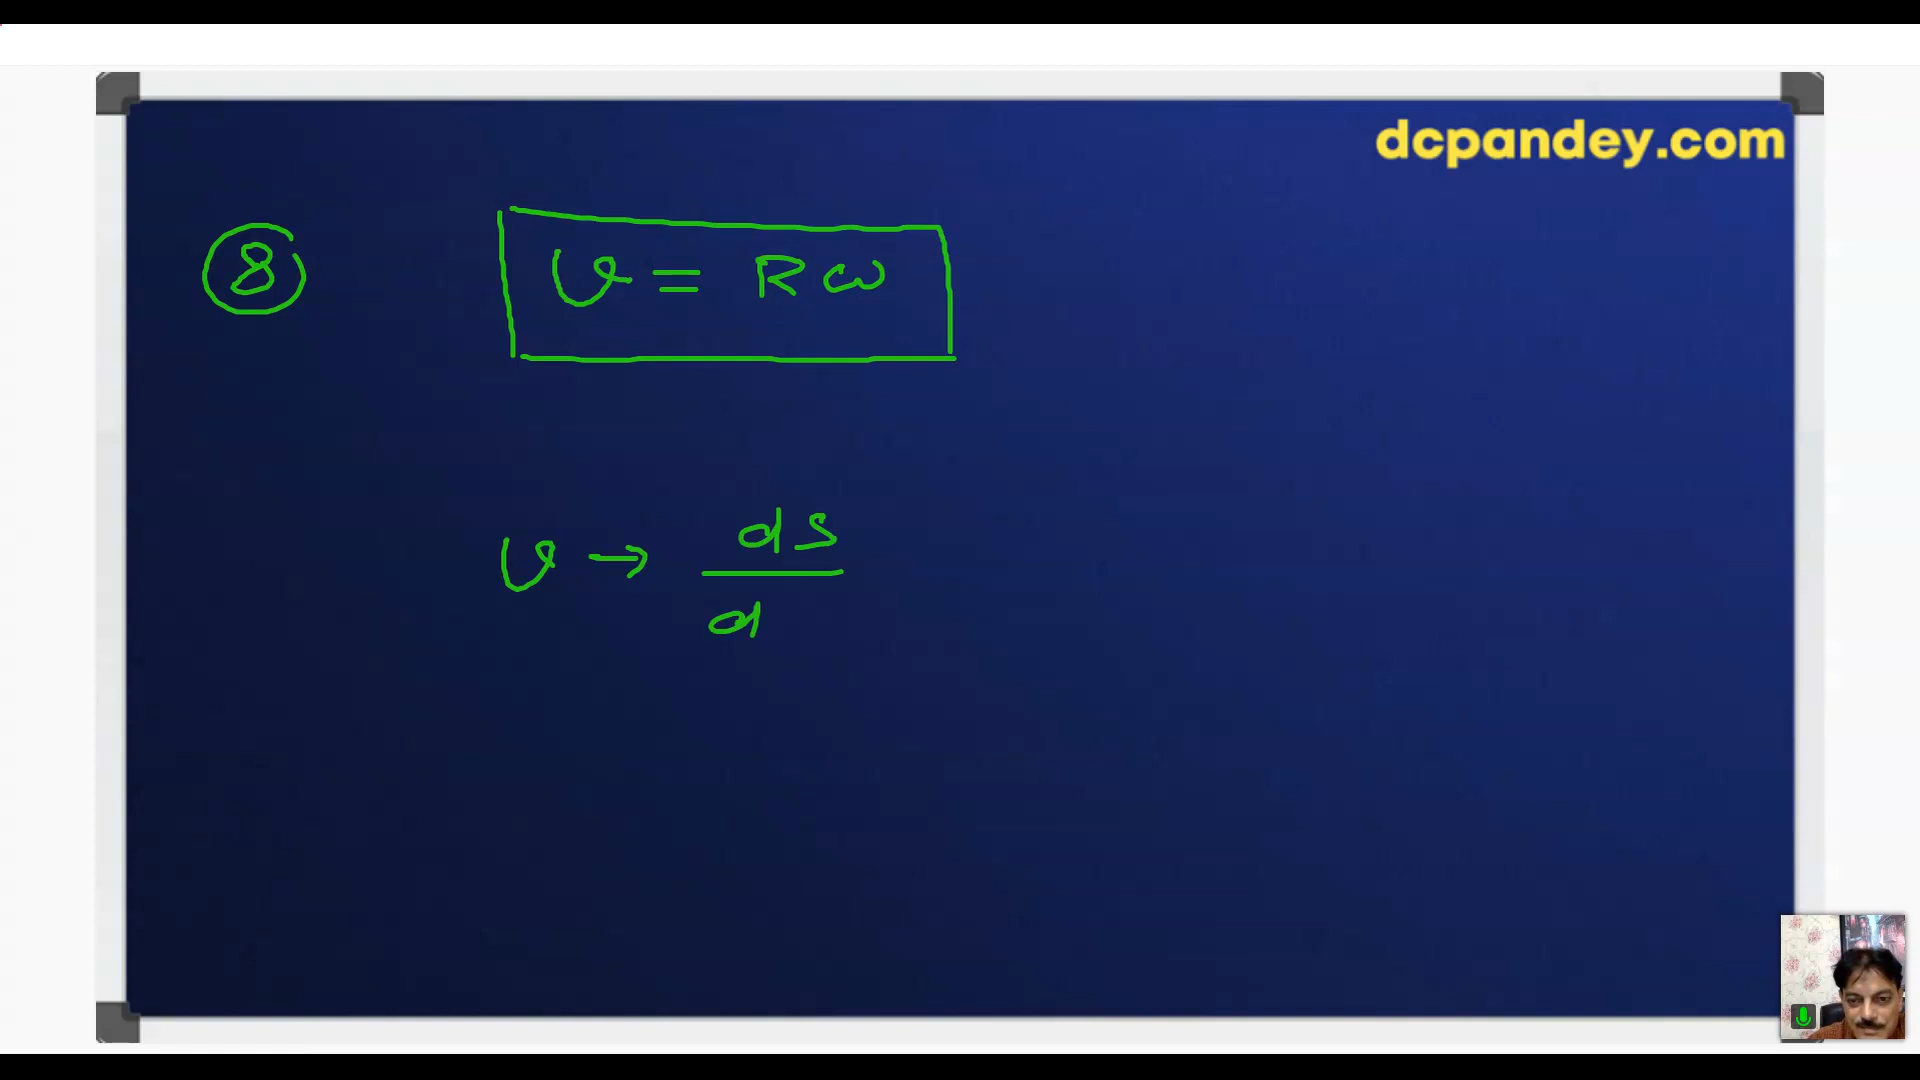 dcpandey.com
8 v = Rω
v → ds
d